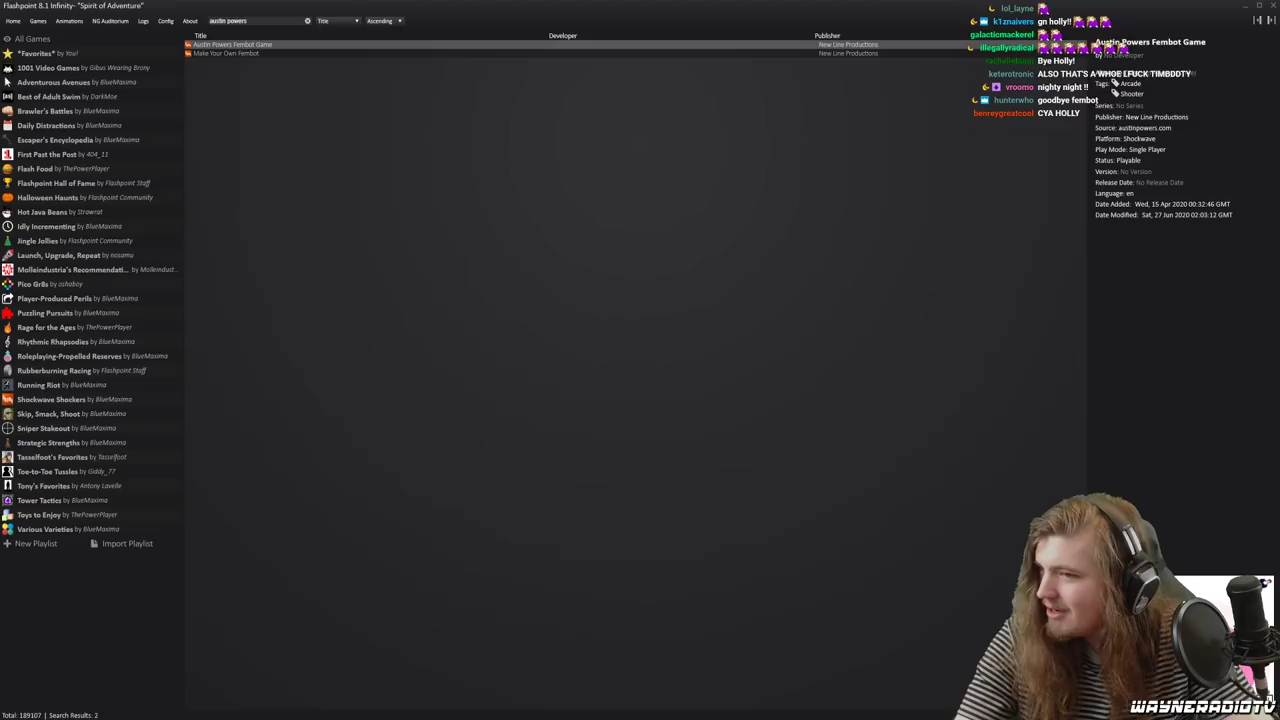 Flashpoint 8.1 Infinity- "Spirit of Adventure"
Home Games Animations NG Auditorium Logs Config About austin powers Title Ascending
All Games
*Favorites* by You!
1001 Video Games by Gibus Wearing Brony
Adventurous Avenues by BlueMaxima
Best of Adult Swim by DarkMoe
Brawler's Battles by BlueMaxima
Daily Distractions by BlueMaxima
Escaper's Encyclopedia by BlueMaxima
First Past the Post by 404_11
Flash Food by ThePowerPlayer
Flashpoint Hall of Fame by Flashpoint Staff
Halloween Haunts by Flashpoint Community
Hot Java Beans by Strawrat
Idly Incrementing by BlueMaxima
Jingle Jollies by Flashpoint Community
Launch, Upgrade, Repeat by nosamu
Molleindustria's Recommendati... by Molleindust...
Pico Gr8s by oshaboy
Player-Produced Perils by BlueMaxima
Puzzling Pursuits by BlueMaxima
Rage for the Ages by ThePowerPlayer
Rhythmic Rhapsodies by BlueMaxima
Roleplaying-Propelled Reserves by BlueMaxima
Rubberburning Racing by Flashpoint Staff
Running Riot by BlueMaxima
Shockwave Shockers by BlueMaxima
Skip, Smack, Shoot by BlueMaxima
Sniper Stakeout by BlueMaxima
Strategic Strengths by BlueMaxima
Tasselfoot's Favorites by Tasselfoot
Toe-to-Toe Tussles by Giddy_77
Tony's Favorites by Antony Lavelle
Tower Tactics by BlueMaxima
Toys to Enjoy by ThePowerPlayer
Various Varieties by BlueMaxima
New Playlist Import Playlist
Total: 189107 | Search Results: 2
Title Developer Publisher
Austin Powers Fembot Game New Line Productions
Make Your Own Fembot New Line Productions
lol_layne
k1znaivers gn holly!!
galacticmackerel
illegallyradical
Bye Holly!
keterotronic ALSO THAT'S A WHOLE FUCK TIMBDDTY
vroomo nighty night !!
hunterwho goodbye fembot
benreygreatcool CYA HOLLY
Austin Powers Fembot Game
by No Developer
Tags: Arcade
Shooter
Series: No Series
Publisher: New Line Productions
Source: austinpowers.com
Platform: Shockwave
Play Mode: Single Player
Status: Playable
Version: No Version
Release Date: No Release Date
Language: en
Date Added: Wed, 15 Apr 2020 00:32:46 GMT
Date Modified: Sat, 27 Jun 2020 02:03:12 GMT
WAYNERADIOTV